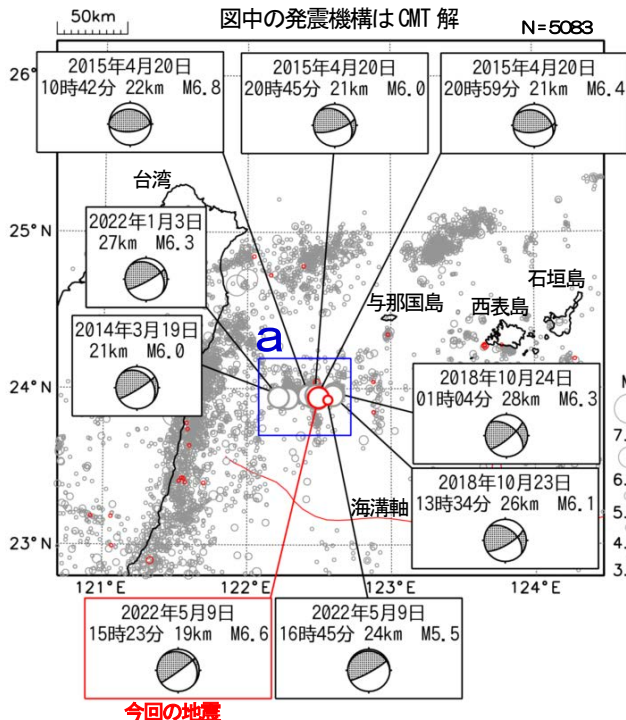 50km
図中の発震機構は CMT 解
N=5083
26°
2015年4月20日
10時42分 22km M6.8
2015年4月20日
20時45分 21km M6.0
2015年4月20日
20時59分 21km M6.4
台湾
25°N
2022年1月3日
27km M6.3
与那国島
西表島
石垣島
2014年3月19日
21km M6.0
a
24°N
2018年10月24日
01時04分 28km M6.3
M
7.
6.
5.
4.
3.
2018年10月23日
13時34分 26km M6.1
海溝軸
23°N
121°E
122°E
123°E
124°E
2022年5月9日
15時23分 19km M6.6
2022年5月9日
16時45分 24km M5.5
今回の地震